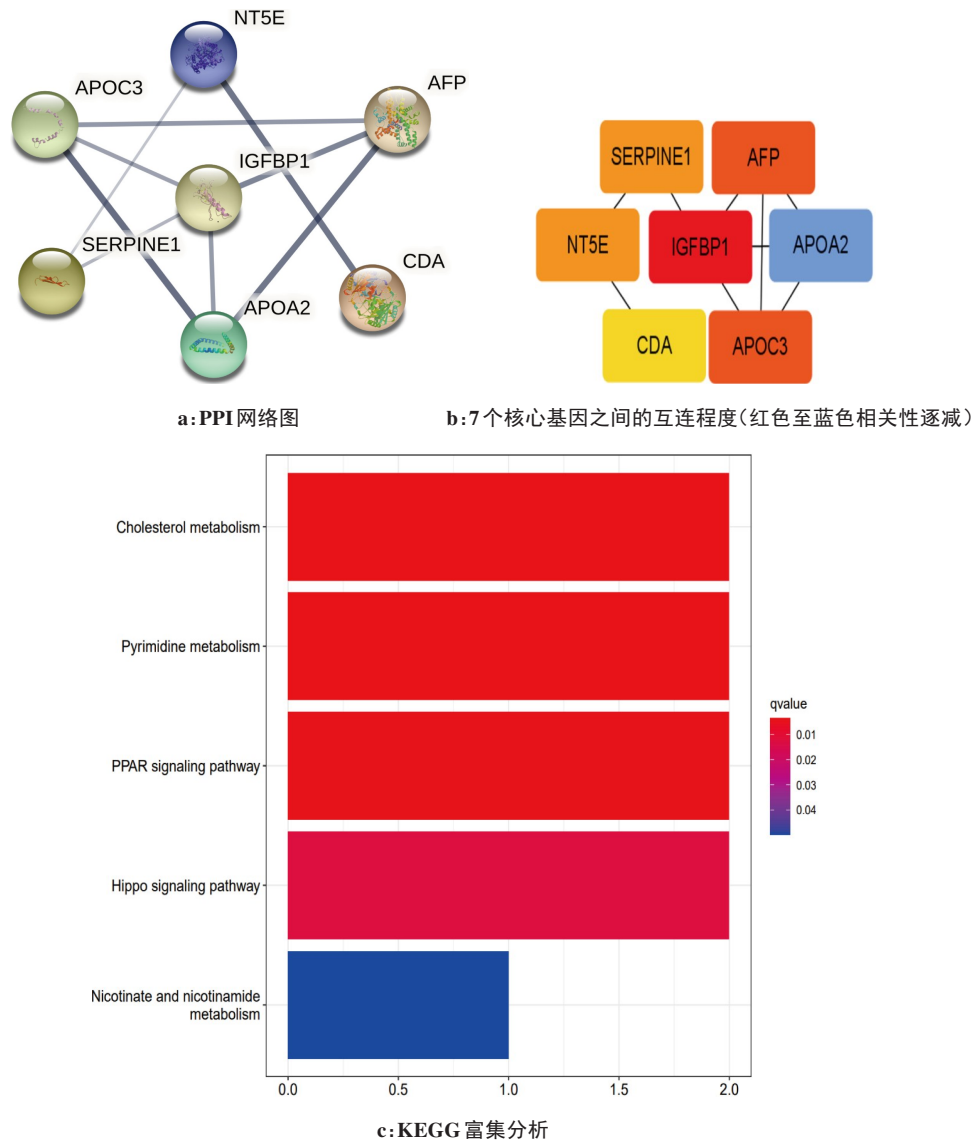 NT5E
APOC3
AFP
IGFBP1
SERPINE1
CDA
APOA2
a:PPI网络图
SERPINE1
AFP
NT5E
IGFBP1
APOA2
CDA
APOC3
b:7个核心基因之间的互连程度(红色至蓝色相关性逐减)
Cholesterol metabolism
Pyrimidine metabolism
PPAR signaling pathway
Hippo signaling pathway
Nicotinate and nicotinamide
metabolism
0.0 0.5 1.0 1.5 2.0
qvalue
0.01
0.02
0.03
0.04
c:KEGG富集分析